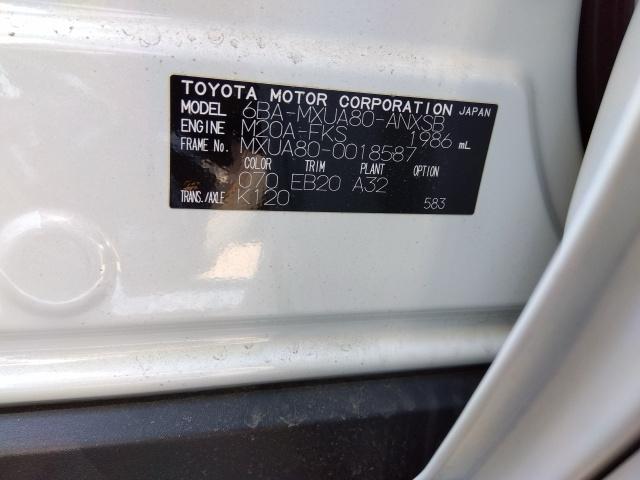 TOYOTA MOTOR CORPORATION JAPAN
MODEL 6BA-MXUA80-ANXSB
ENGINE M20A-FKS 1986 mL
FRAME No. MXUA80-0018587
COLOR TRIM PLANT OPTION
070 EB20 A32
TRANS./AXLE K120 583